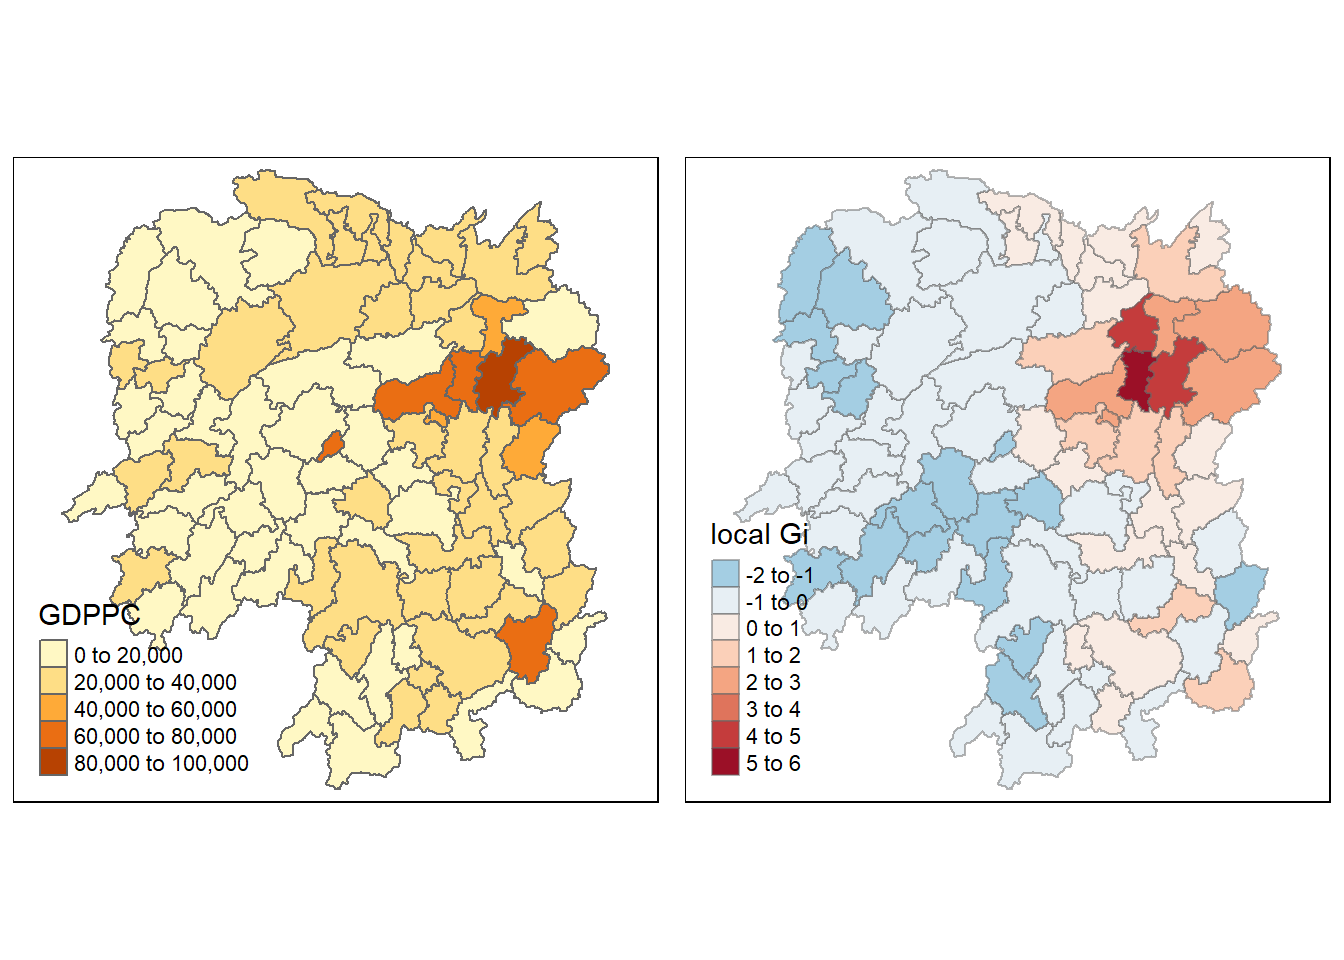 GDPPC
0 to 20,000
20,000 to 40,000
40,000 to 60,000
60,000 to 80,000
80,000 to 100,000
local Gi
-2 to -1
-1 to 0
0 to 1
1 to 2
2 to 3
3 to 4
4 to 5
5 to 6